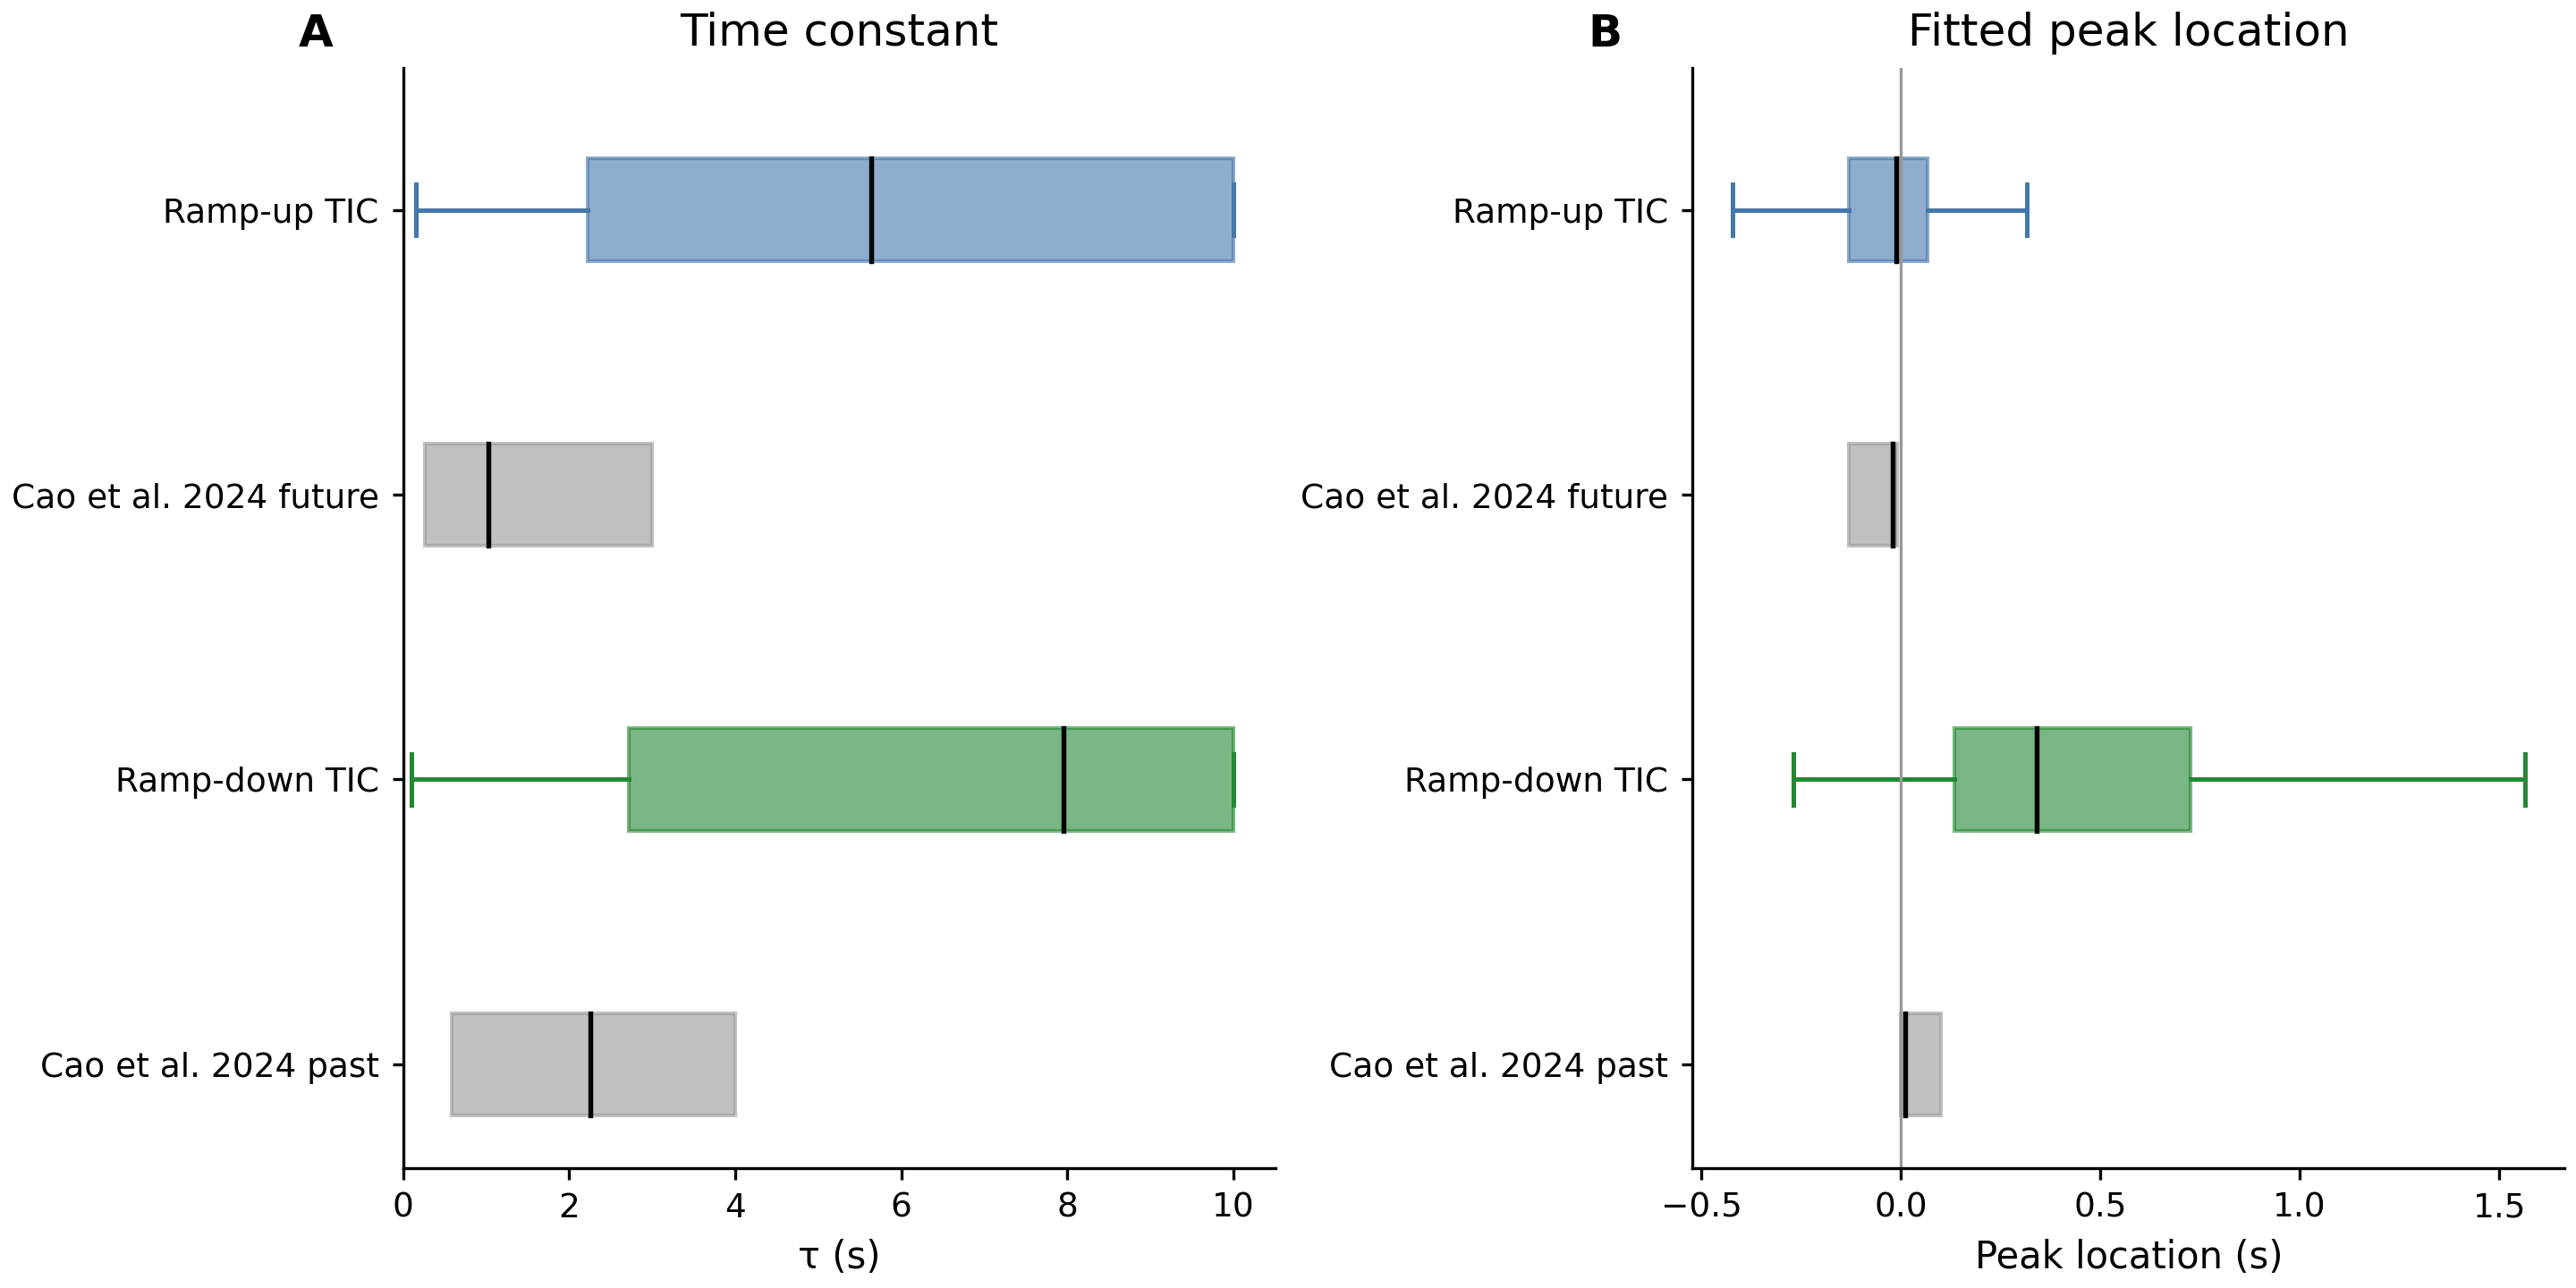 A
Time constant
Ramp-up TIC
Cao et al. 2024 future
Ramp-down TIC
Cao et al. 2024 past
0 2 4 6 8 10
τ (s)
B
Fitted peak location
Ramp-up TIC
Cao et al. 2024 future
Ramp-down TIC
Cao et al. 2024 past
−0.5 0.0 0.5 1.0 1.5
Peak location (s)